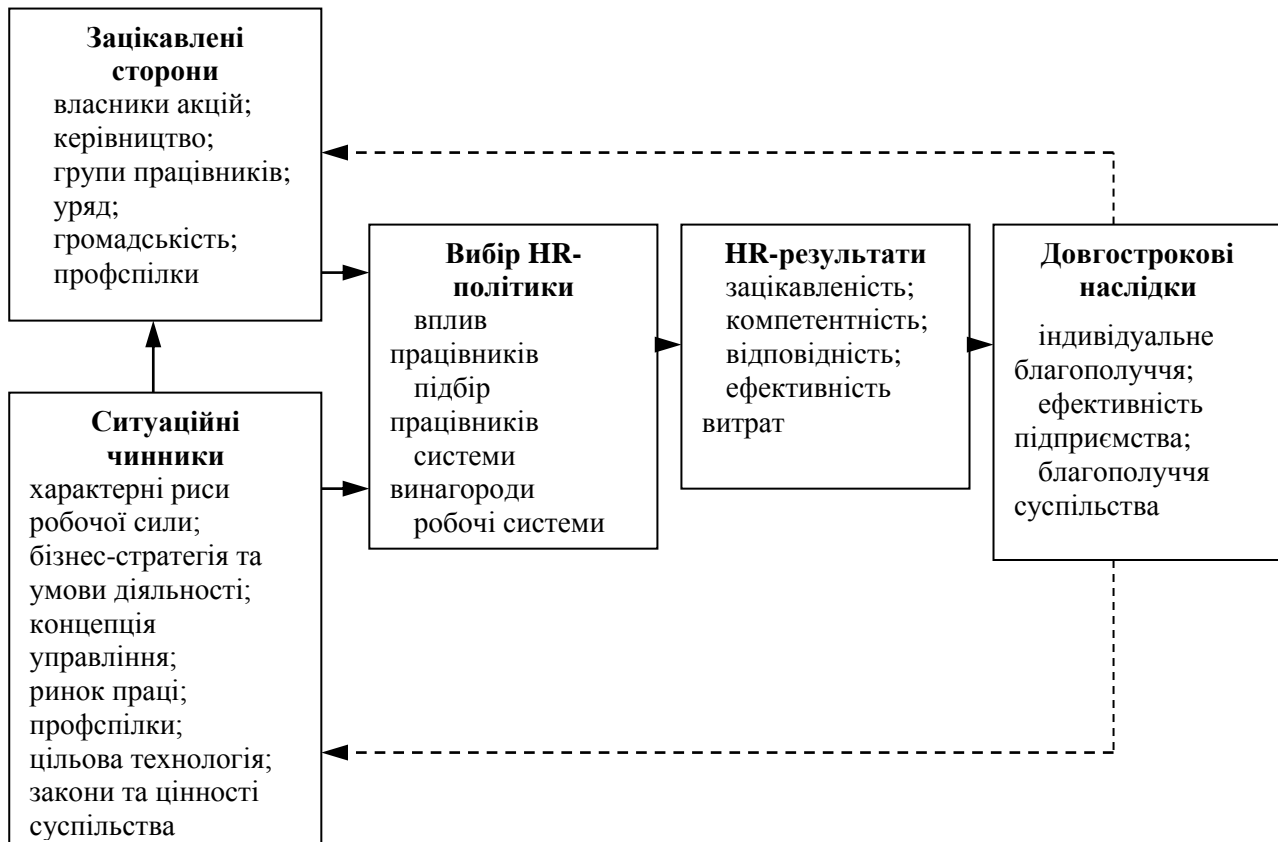 Зацікавлені
сторони
власники акцій;
керівництво;
групи працівників;
уряд;
громадськість;
профспілки
Ситуаційні
чинники
характерні риси
робочої сили;
бізнес-стратегія та
умови діяльності;
концепція
управління;
ринок праці;
профспілки;
цільова технологія;
закони та цінності
суспільства
Вибір HR-
політики
вплив
працівників
підбір
працівників
системи
винагороди
робочі системи
HR-результати
зацікавленість;
компетентність;
відповідність;
ефективність
витрат
Довгострокові
наслідки
індивідуальне
благополуччя;
ефективність
підприємства;
благополуччя
суспільства